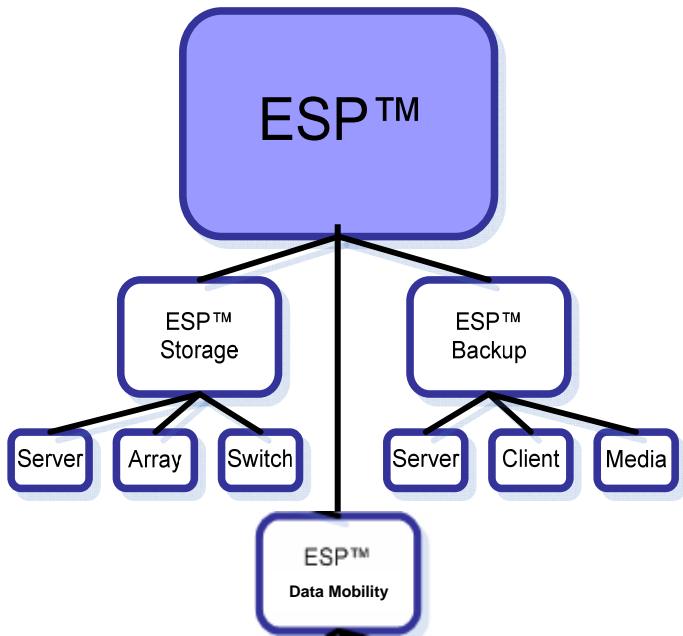 ESP™
ESP™
Storage
ESP™
Backup
Server
Array
Switch
Server
Client
Media
ESP™
Data Mobility